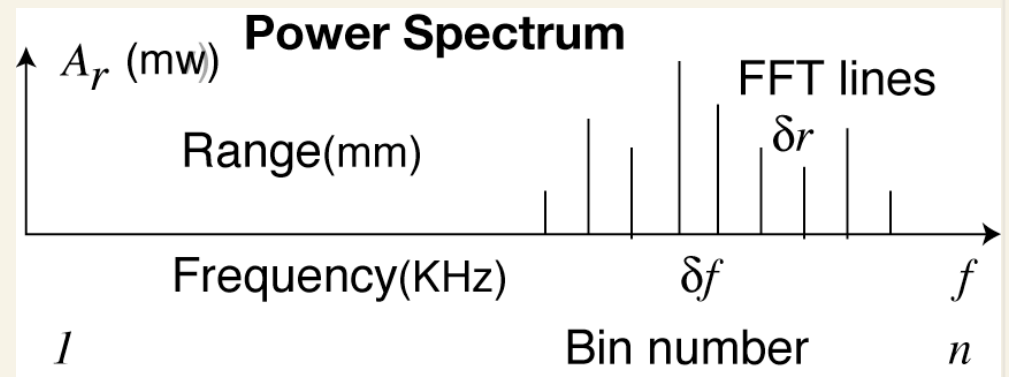 Power Spectrum
A_r (mw)
FFT lines
δr
Range(mm)
Frequency(KHz) δf f
1 Bin number n